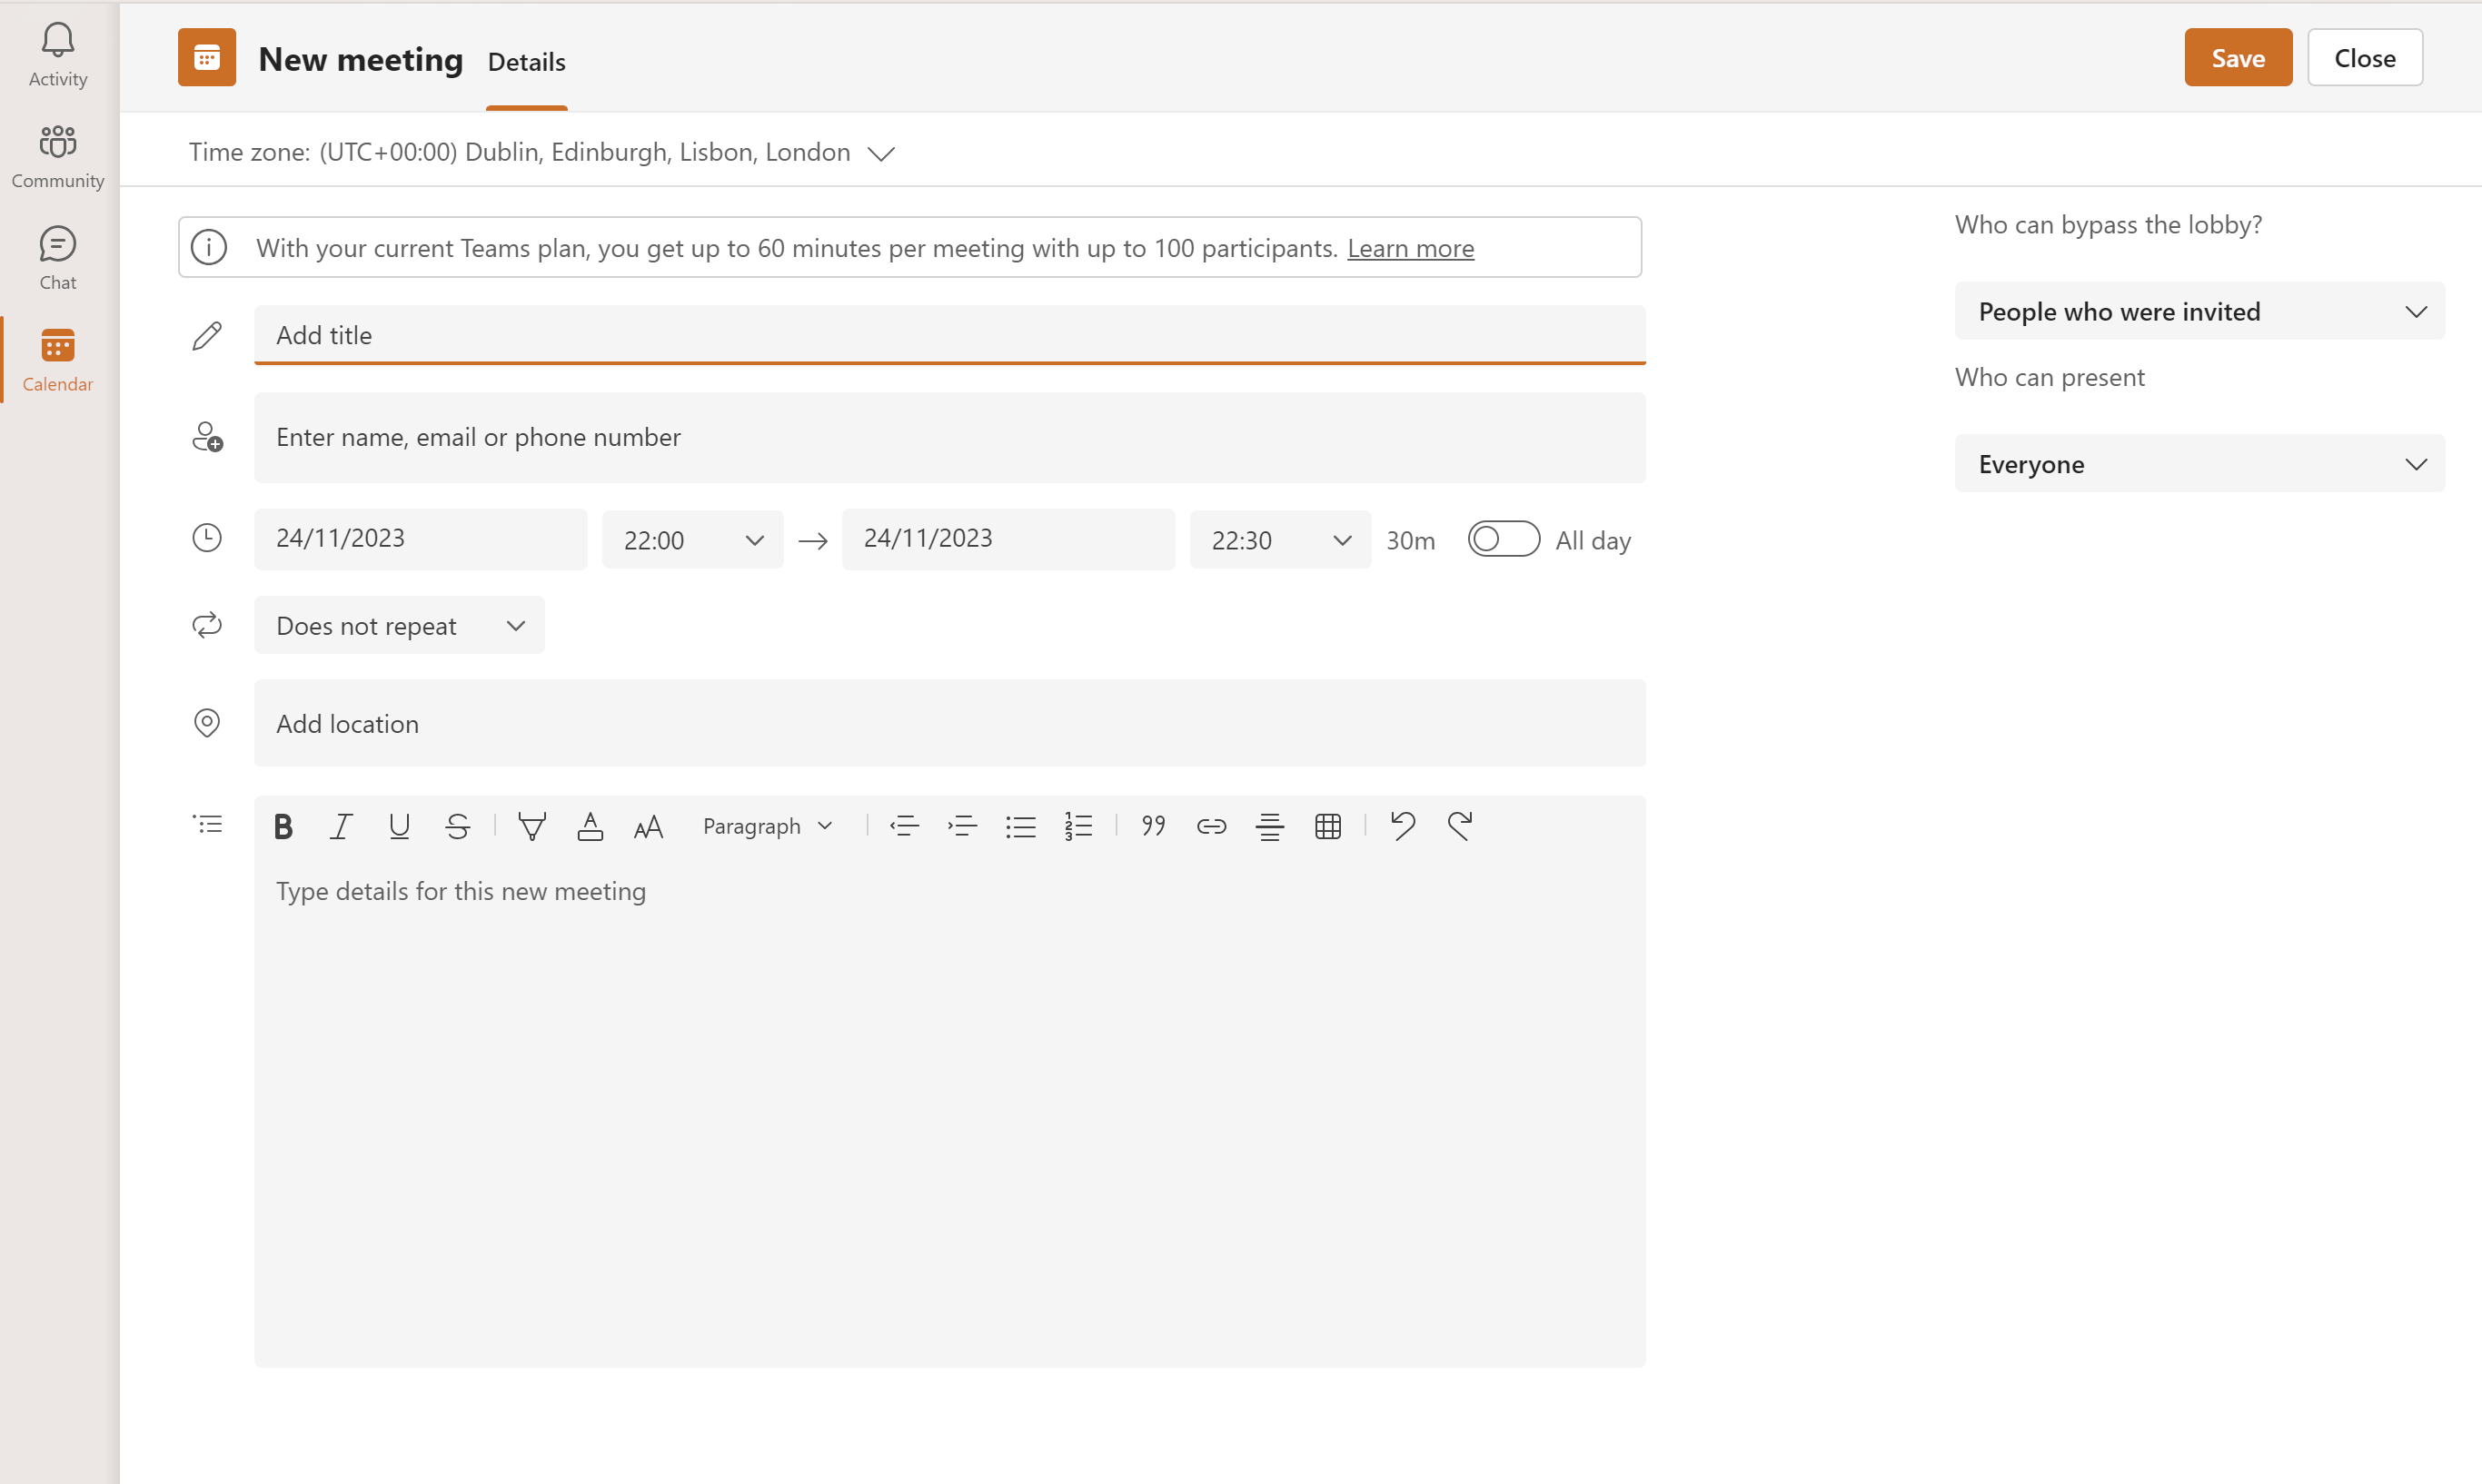 Activity
Community
Chat
Calendar
New meeting Details
Save Close
Time zone: (UTC+00:00) Dublin, Edinburgh, Lisbon, London
With your current Teams plan, you get up to 60 minutes per meeting with up to 100 participants. Learn more
Add title
Enter name, email or phone number
24/11/2023 22:00 24/11/2023 22:30 30m All day
Does not repeat
Add location
Paragraph
Type details for this new meeting
Who can bypass the lobby?
People who were invited
Who can present
Everyone